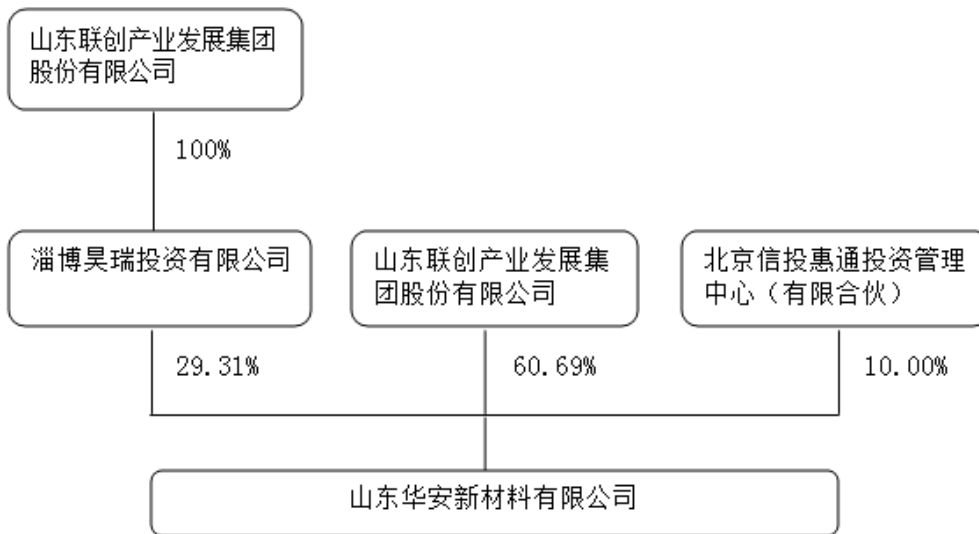 山东联创产业发展集团
股份有限公司
100%
淄博昊瑞投资有限公司
山东联创产业发展集
团股份有限公司
北京信投惠通投资管理
中心（有限合伙）
29.31%
60.69%
10.00%
山东华安新材料有限公司